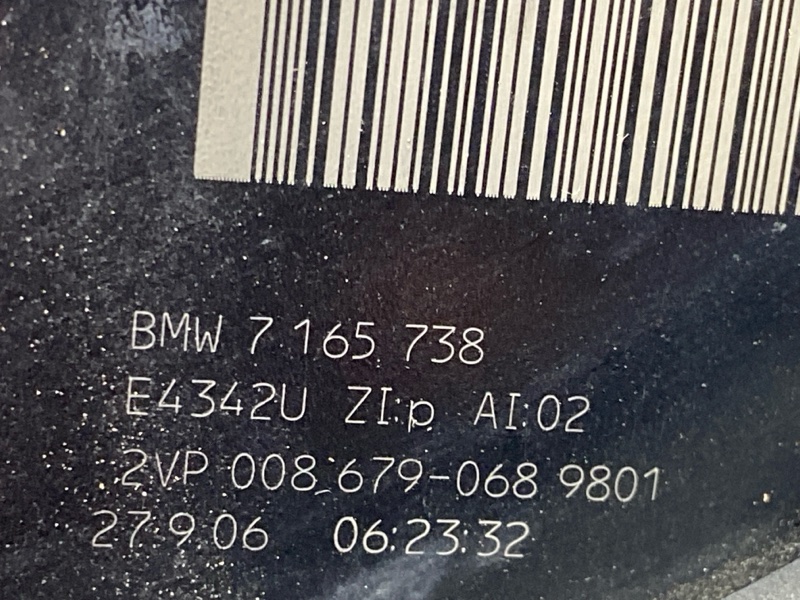 BMW 7 165 738
E4342U ZI:p AI:02
2VP 008 679-068 9801
27.9.06 06:23:32